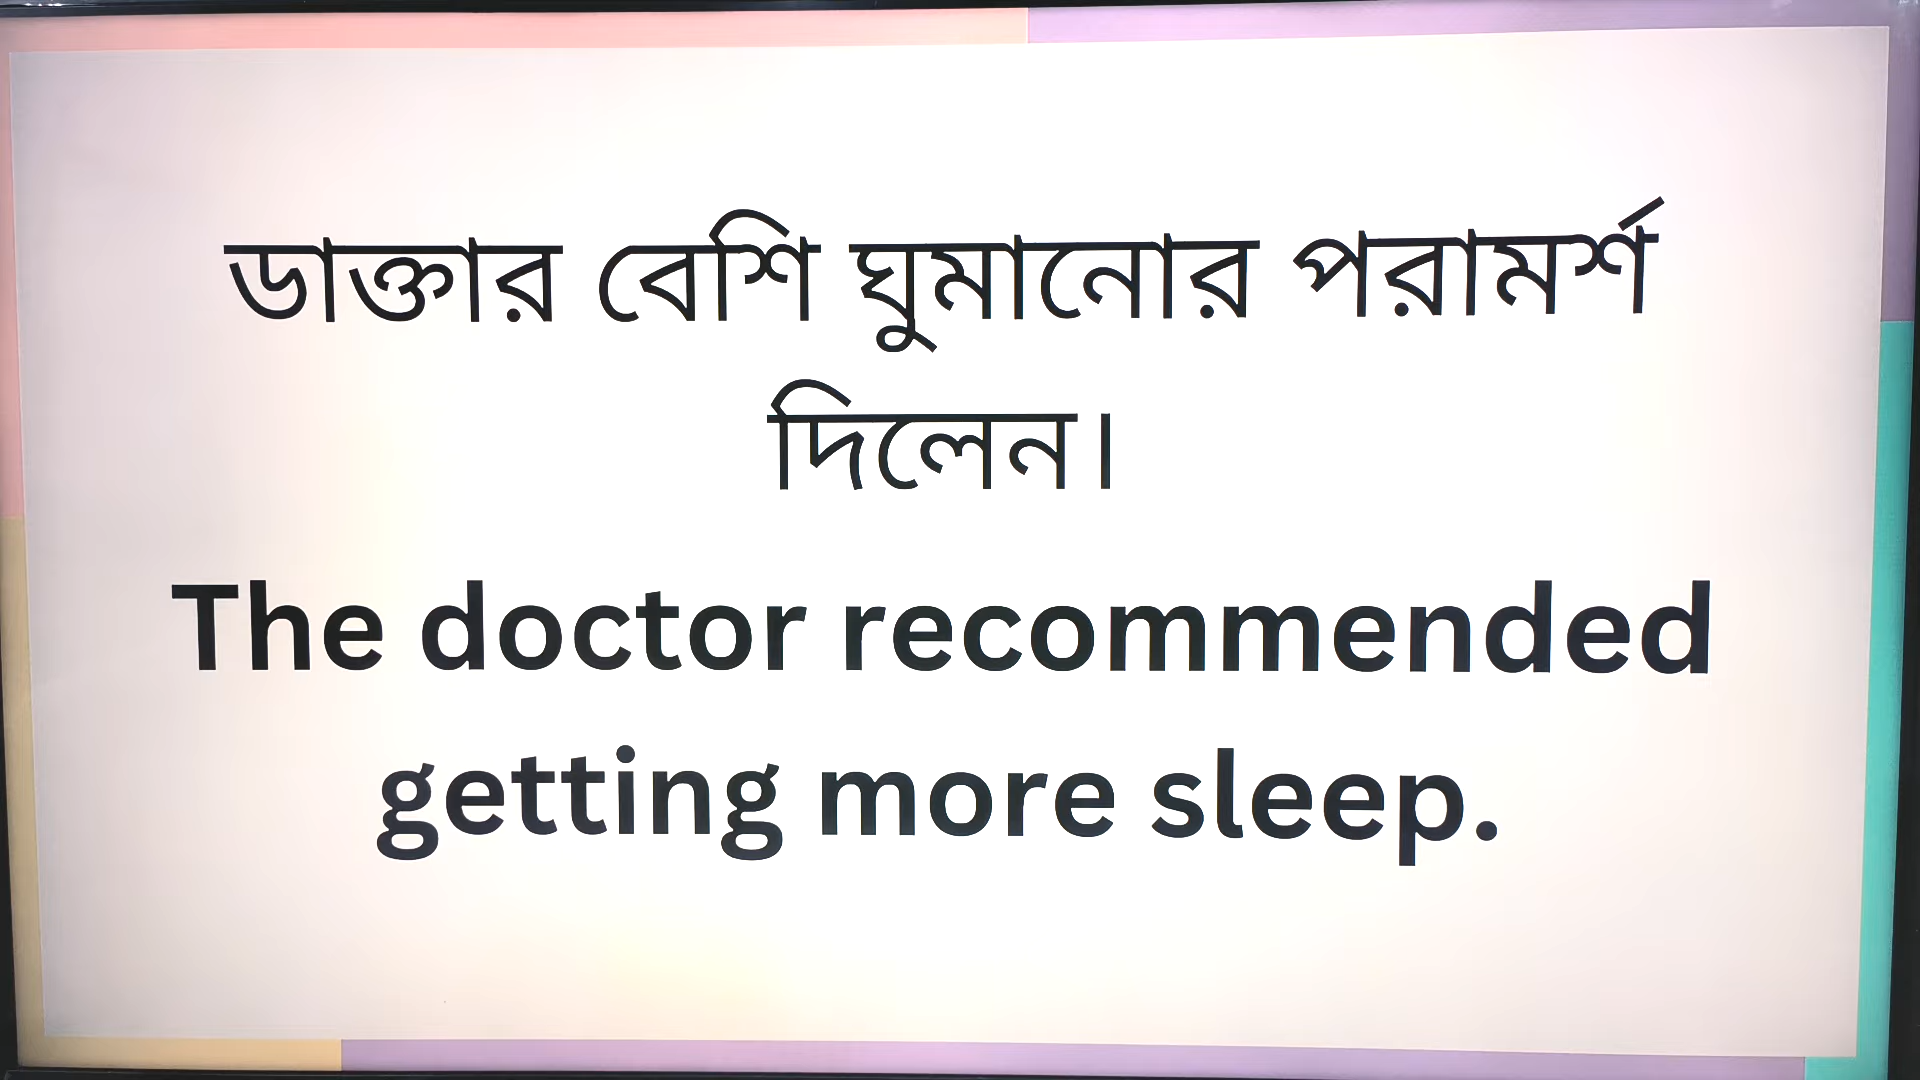 ডাক্তার বেশি ঘুমানোর পরামর্শ
দিলেন।
The doctor recommended
getting more sleep.